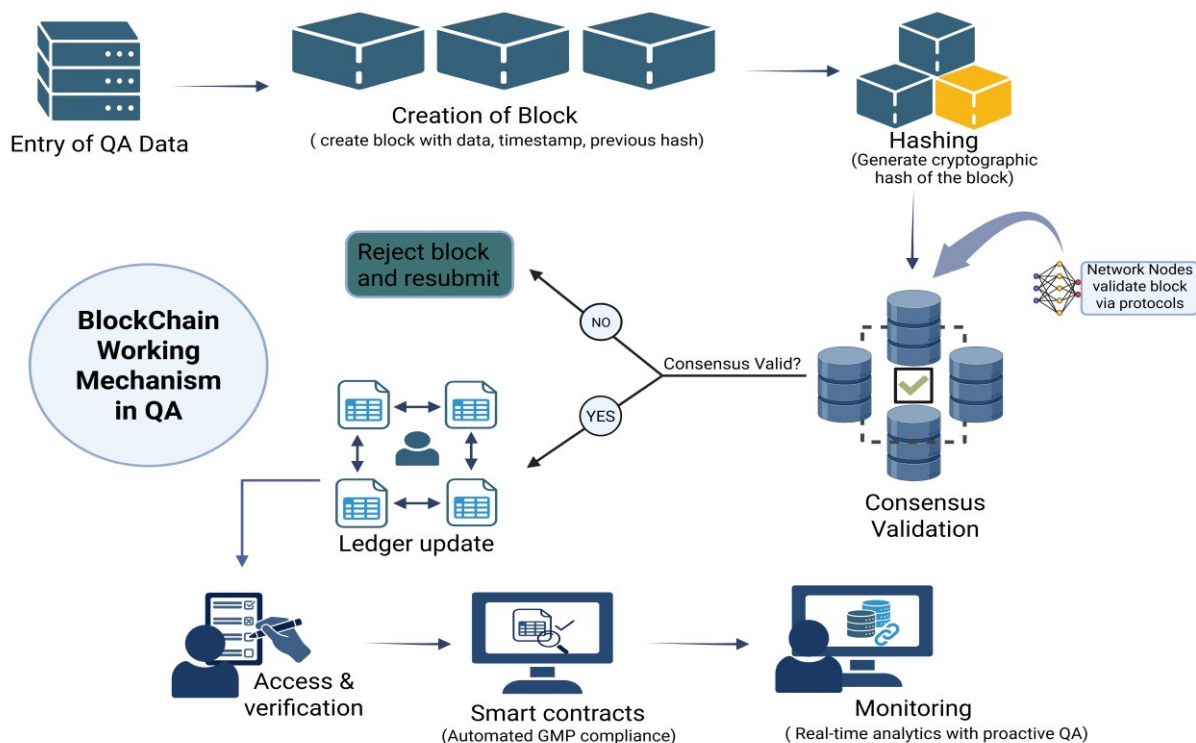 Entry of QA Data
Creation of Block
( create block with data, timestamp, previous hash)
Hashing
(Generate cryptographic
hash of the block)
Network Nodes
validate block
via protocols
Reject block
and resubmit
NO
Consensus Valid?
YES
BlockChain
Working
Mechanism
in QA
Ledger update
Consensus
Validation
Access &
verification
Smart contracts
(Automated GMP compliance)
Monitoring
( Real-time analytics with proactive QA)